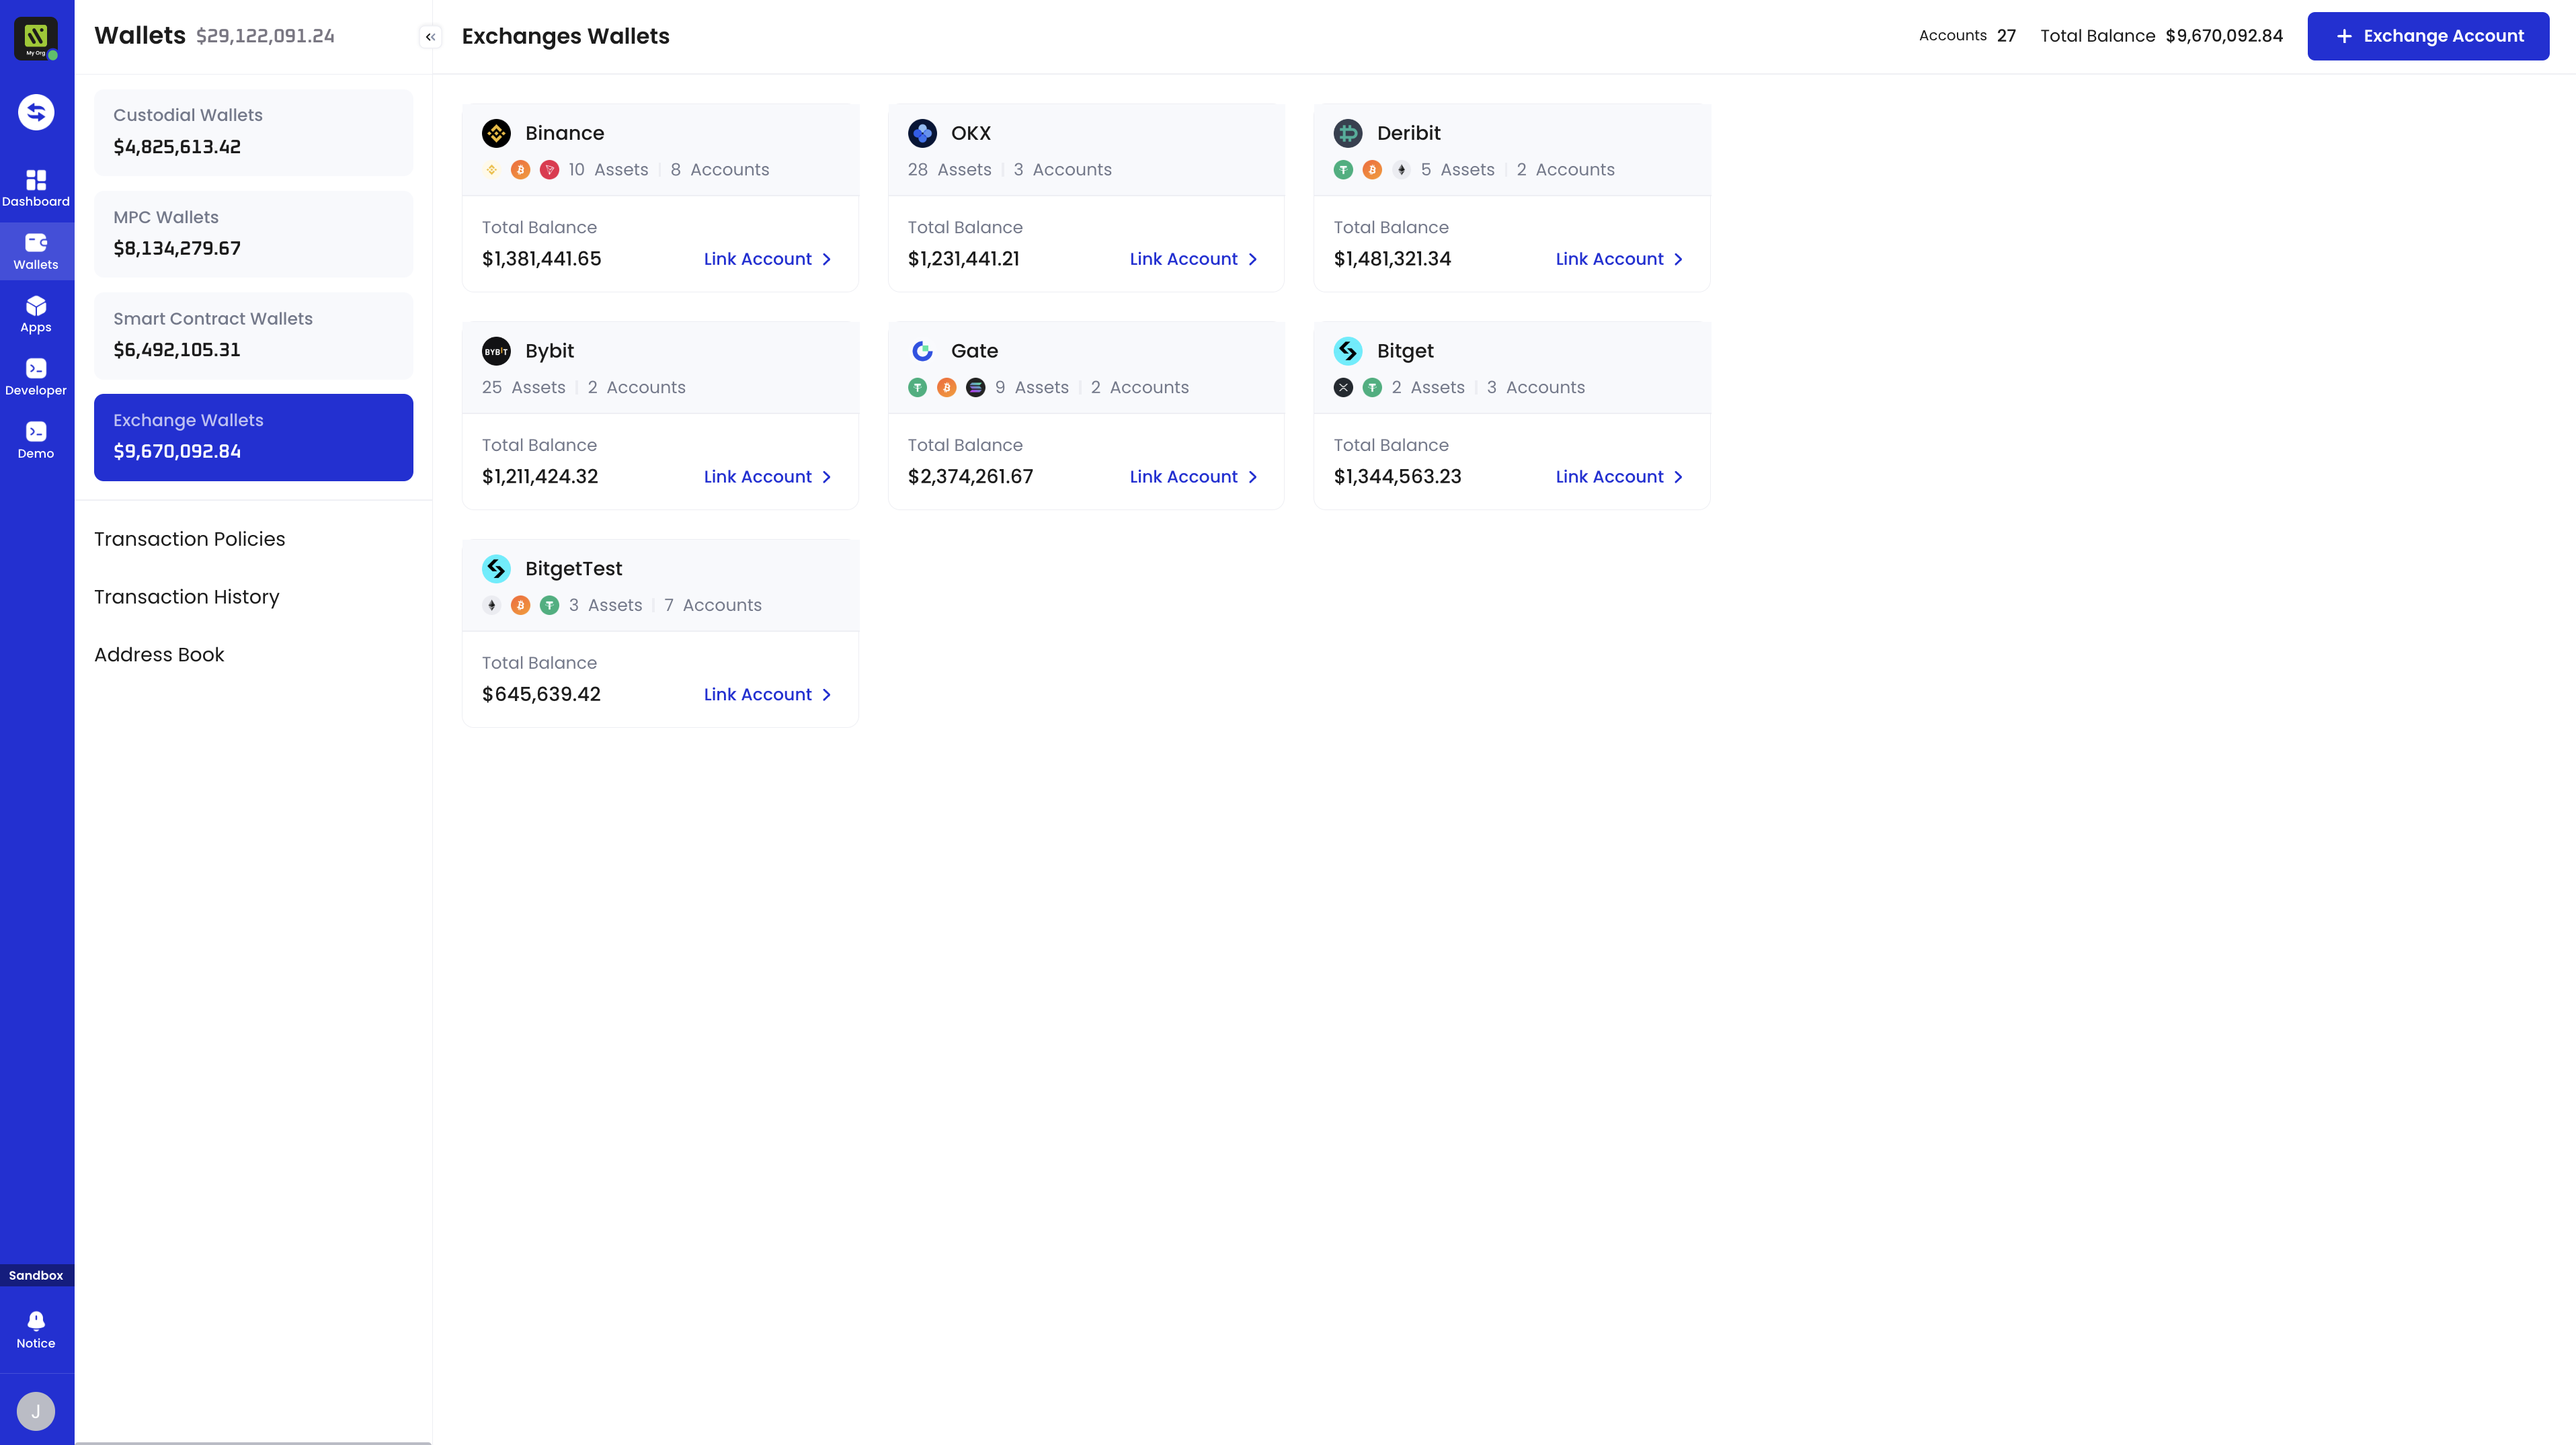 My Org
Dashboard
Wallets
Apps
Developer
Demo
Sandbox
Notice
J
Wallets $29,122,091.24
Custodial Wallets
$4,825,613.42
MPC Wallets
$8,134,279.67
Smart Contract Wallets
$6,492,105.31
Exchange Wallets
$9,670,092.84
Transaction Policies
Transaction History
Address Book
Exchanges Wallets
Accounts 27 Total Balance $9,670,092.84 + Exchange Account
Binance
10 Assets | 8 Accounts
Total Balance
$1,381,441.65 Link Account
OKX
28 Assets | 3 Accounts
Total Balance
$1,231,441.21 Link Account
Deribit
5 Assets | 2 Accounts
Total Balance
$1,481,321.34 Link Account
BYBIT Bybit
25 Assets | 2 Accounts
Total Balance
$1,211,424.32 Link Account
Gate
9 Assets | 2 Accounts
Total Balance
$2,374,261.67 Link Account
Bitget
2 Assets | 3 Accounts
Total Balance
$1,344,563.23 Link Account
BitgetTest
3 Assets | 7 Accounts
Total Balance
$645,639.42 Link Account